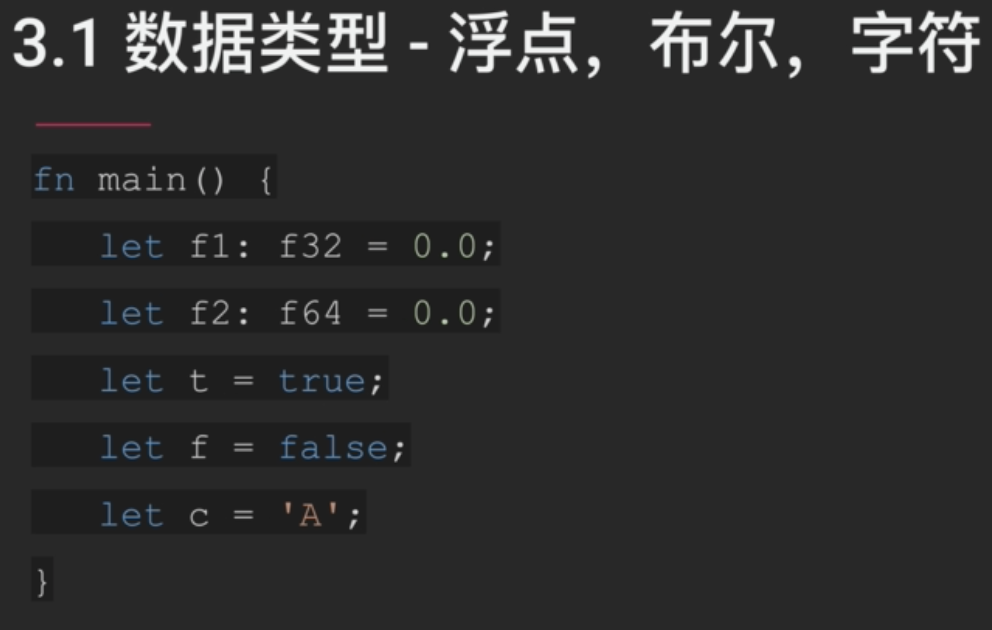 3.1 数据类型 - 浮点，布尔，字符
fn main() {
    let f1: f32 = 0.0;
    let f2: f64 = 0.0;
    let t = true;
    let f = false;
    let c = 'A';
}